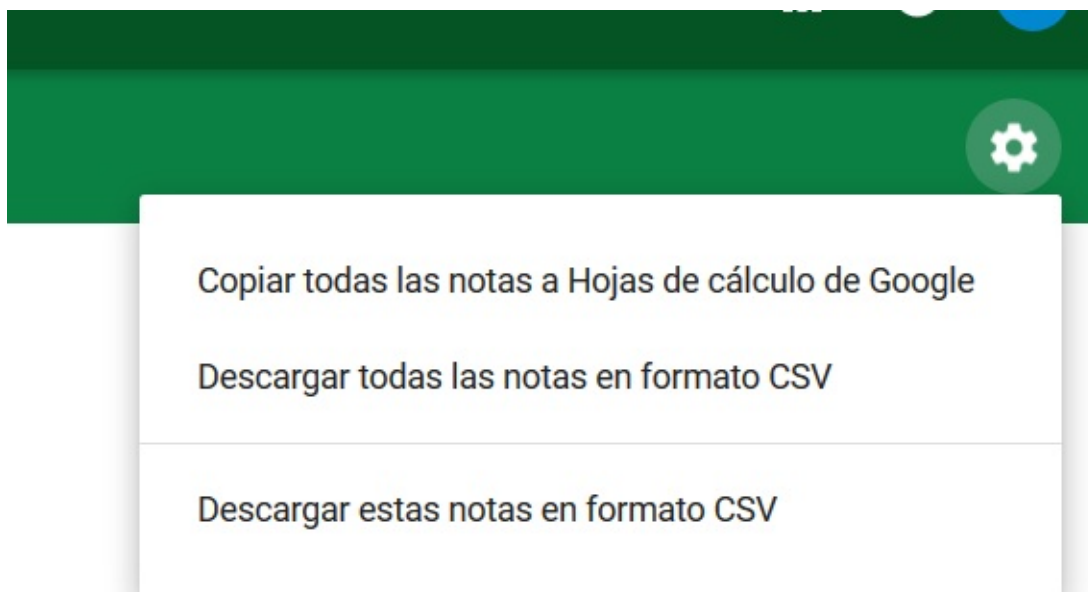 Copiar todas las notas a Hojas de cálculo de Google
Descargar todas las notas en formato CSV
Descargar estas notas en formato CSV